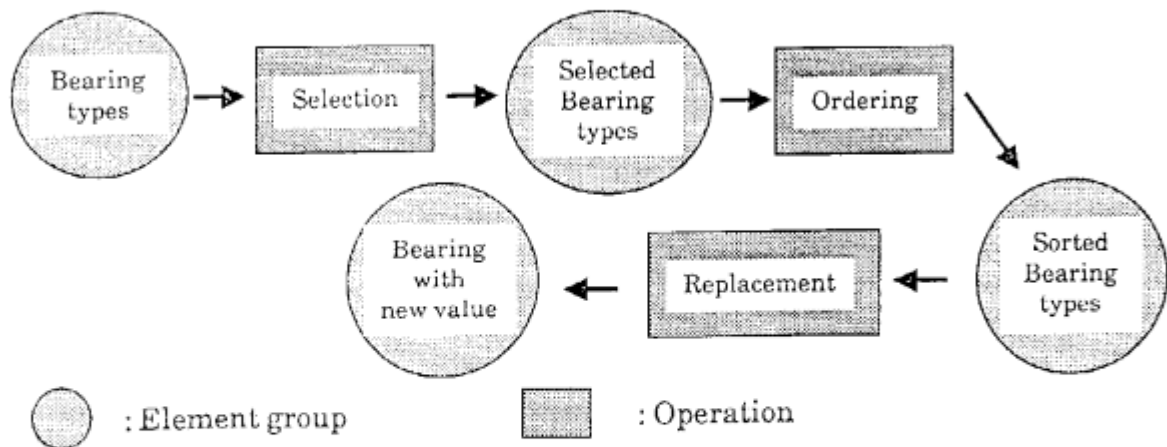 Bearing
types
Selection
Selected
Bearing
types
Ordering
Sorted
Bearing
types
Replacement
Bearing
with
new value
: Element group
: Operation